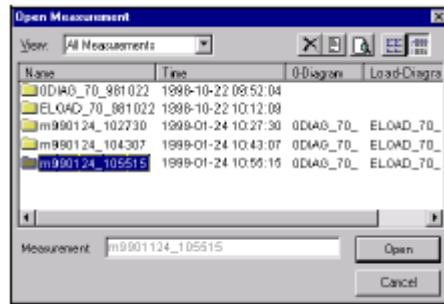 Open Measurement
View: All Measurements
Name Time 0-Diagram Load-Diagra
0DIAG_70_981022 1998-10-22 09:52:04
ELOAD_70_981022 1998-10-22 10:12:09
m990124_102730 1999-01-24 10:27:30 0DIAG_70_ ELOAD_70_
m990124_104307 1999-01-24 10:43:07 0DIAG_70_ ELOAD_70_
m990124_105515 1999-01-24 10:55:15 0DIAG_70_ ELOAD_70_
Measurement: m9901124_105515 Open
Cancel